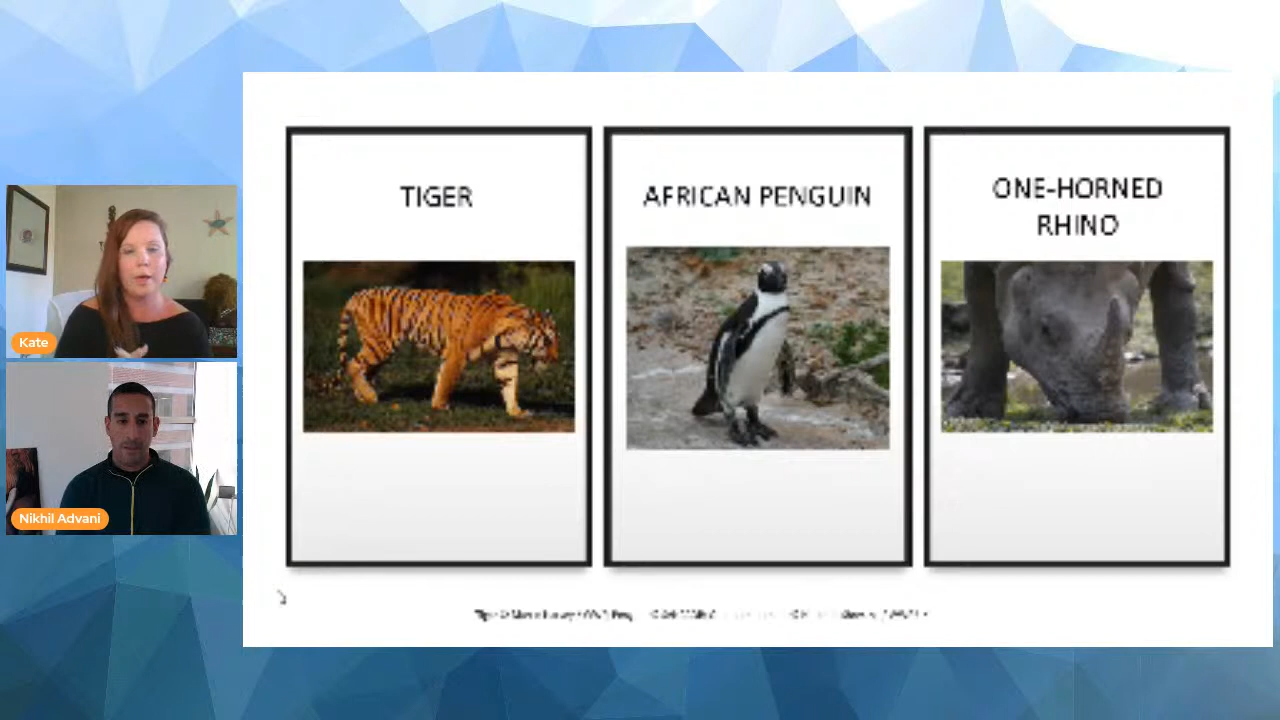 TIGER
AFRICAN PENGUIN
ONE-HORNED
RHINO
Kate
Nikhil Advani